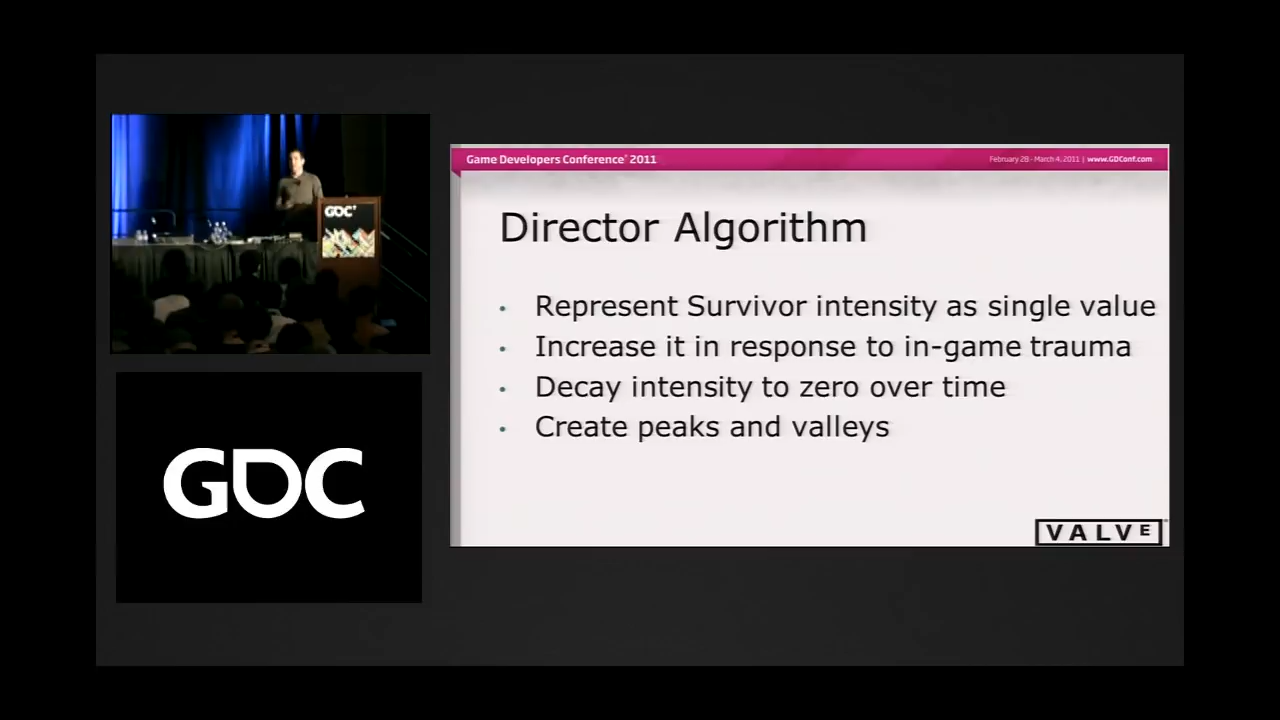 GDC
GDC
Game Developers Conference® 2011
February 28 - March 4, 2011 | www.GDConf.com
Director Algorithm
• Represent Survivor intensity as single value
• Increase it in response to in-game trauma
• Decay intensity to zero over time
• Create peaks and valleys
VALVE®